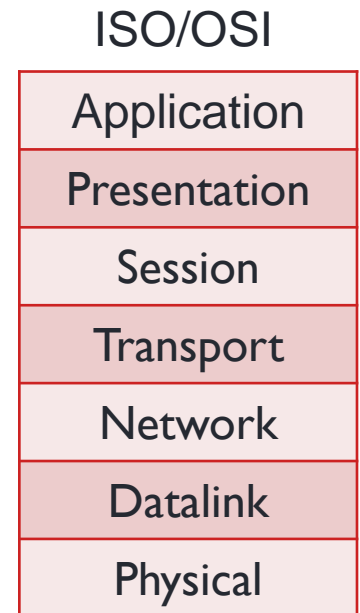 ISO/OSI
Application
Presentation
Session
Transport
Network
Datalink
Physical